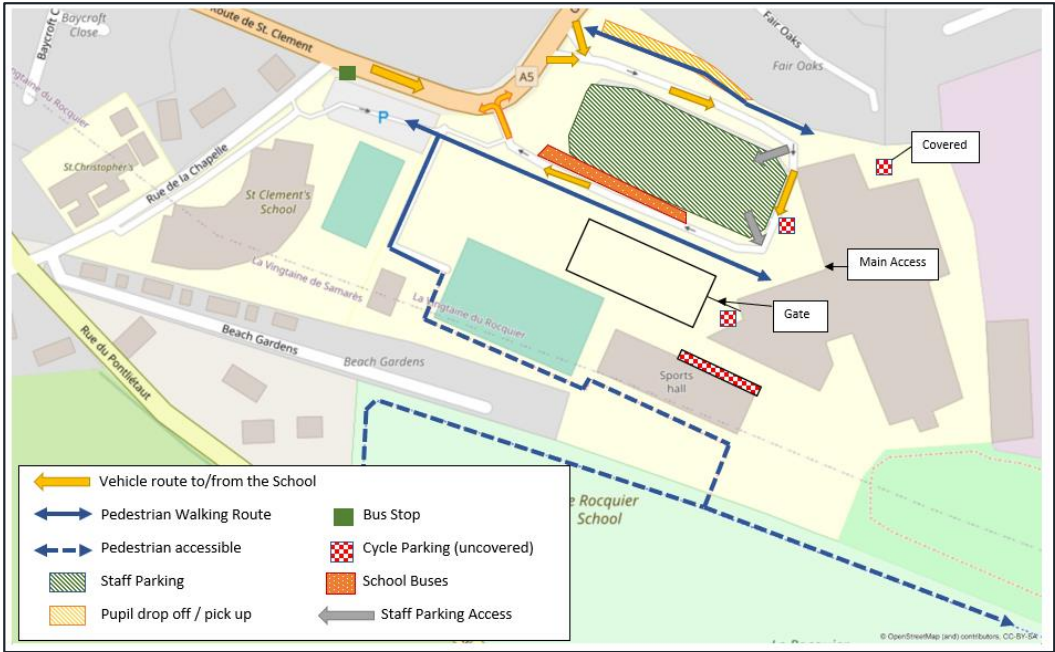 Baycroft
Close
Baycroft C
Route de St. Clement
Fair Oaks
Fair Oaks
A5
Vingtaine du Rocquier
P
St.Christopher's
Rue de la Chapelle
St Clement's
School
Covered
Main Access
Gate
La Vingtaine de Samarès
La Vingtaine du Rocquier
Beach Gardens
Beach Gardens
Rue du Pontliétaut
Sports
hall
Rocquier
School
Vehicle route to/from the School
Pedestrian Walking Route
Bus Stop
Pedestrian accessible
Cycle Parking (uncovered)
Staff Parking
School Buses
Pupil drop off / pick up
Staff Parking Access
© OpenStreetMap (and) contributors, CC-BY-SA